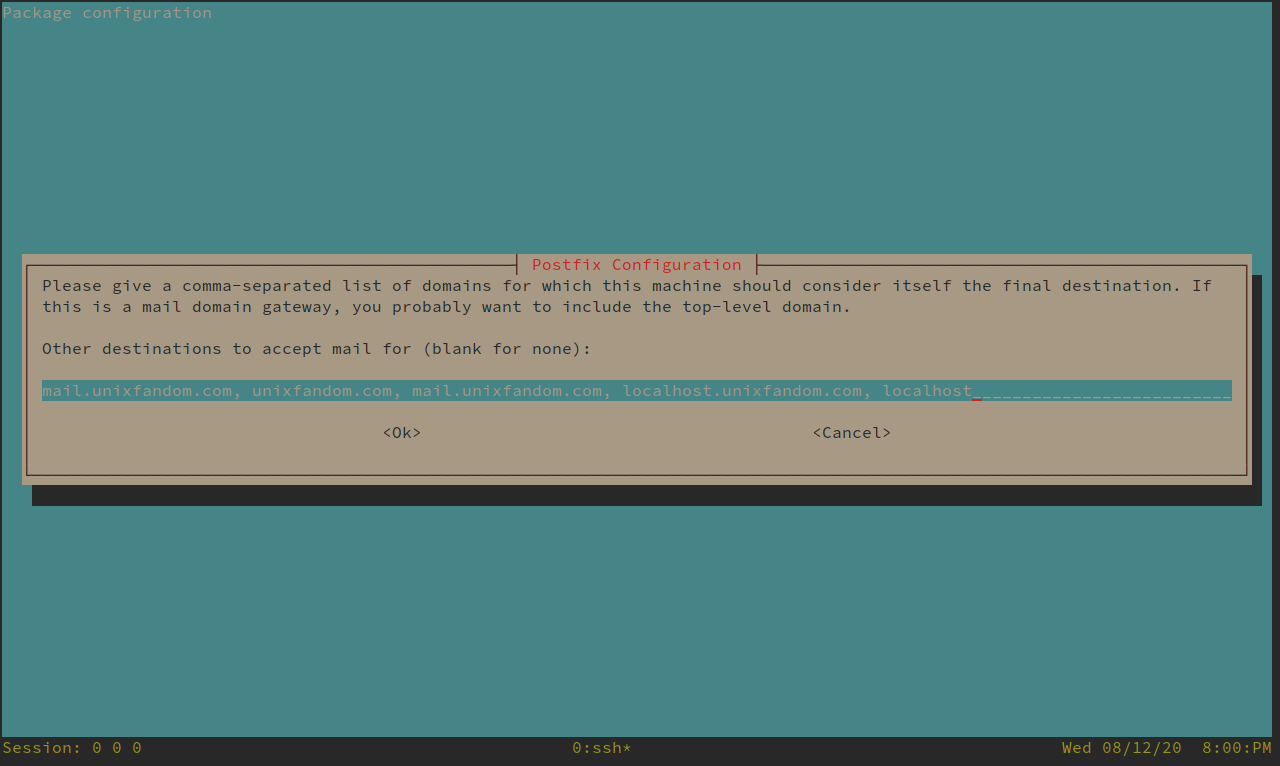 Package configuration
Postfix Configuration
Please give a comma-separated list of domains for which this machine should consider itself the final destination. If
this is a mail domain gateway, you probably want to include the top-level domain.
Other destinations to accept mail for (blank for none):
mail.unixfandom.com, unixfandom.com, mail.unixfandom.com, localhost.unixfandom.com, localhost__________________________
<Ok> <Cancel>
Session: 0 0 0 0:ssh* Wed 08/12/20 8:00:PM